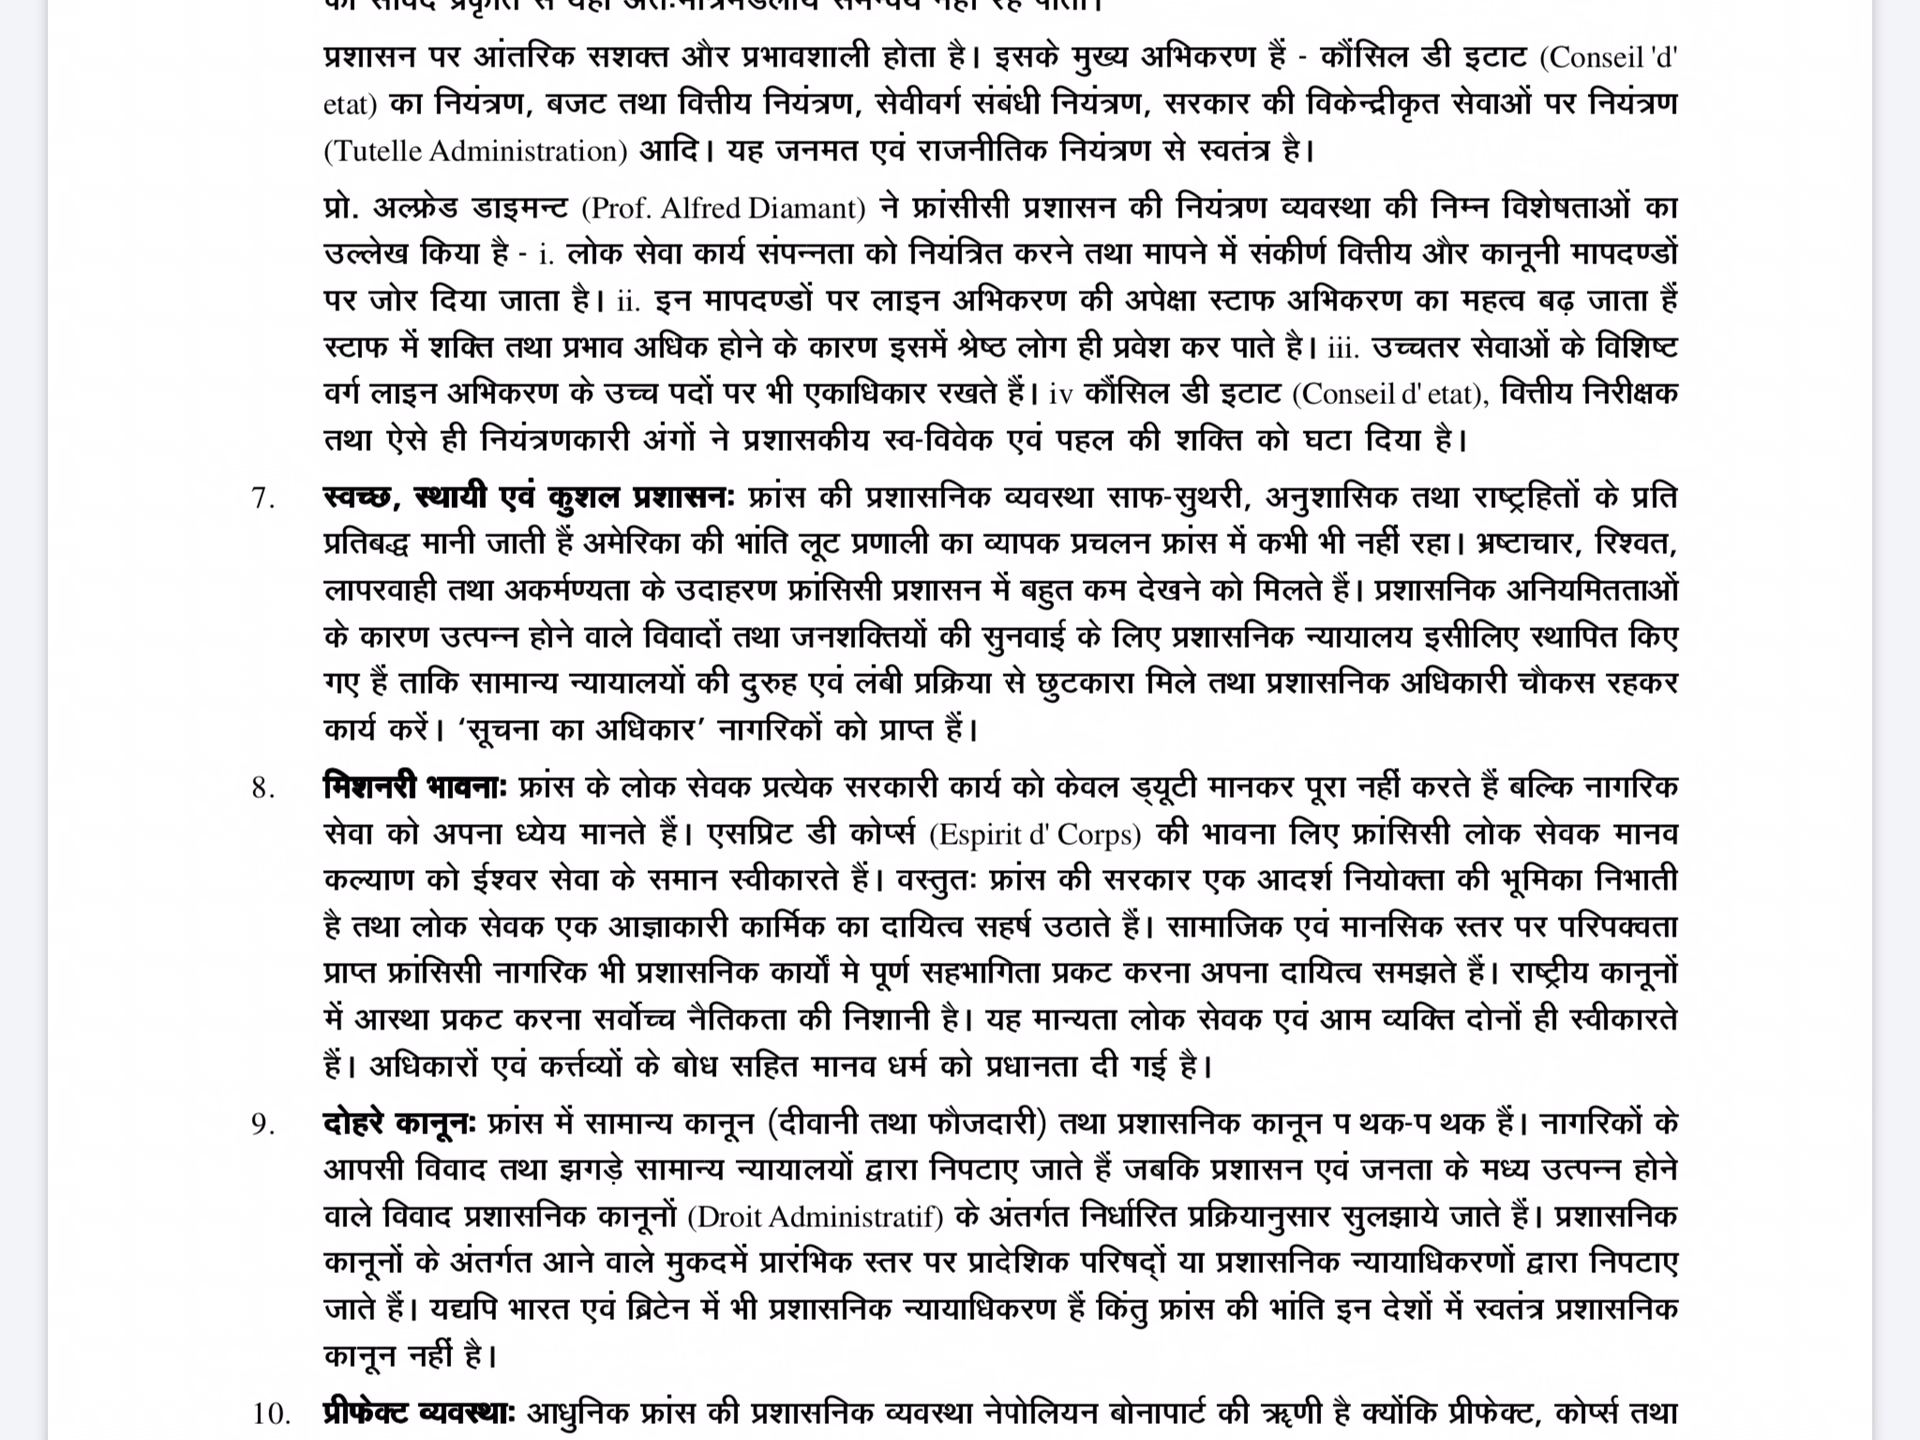 प्रशासन पर आंतरिक सशक्त और प्रभावशाली होता है। इसके मुख्य अभिकरण हैं - कौंसिल डी इटाट (Conseil 'd'
etat) का नियंत्रण, बजट तथा वित्तीय नियंत्रण, सेवीवर्ग संबंधी नियंत्रण, सरकार की विकेन्द्रीकृत सेवाओं पर नियंत्रण
(Tutelle Administration) आदि। यह जनमत एवं राजनीतिक नियंत्रण से स्वतंत्र है।
प्रो. अल्फ्रेड डाइमन्ट (Prof. Alfred Diamant) ने फ्रांसीसी प्रशासन की नियंत्रण व्यवस्था की निम्न विशेषताओं का
उल्लेख किया है - i. लोक सेवा कार्य संपन्नता को नियंत्रित करने तथा मापने में संकीर्ण वित्तीय और कानूनी मापदण्डों
पर जोर दिया जाता है। ii. इन मापदण्डों पर लाइन अभिकरण की अपेक्षा स्टाफ अभिकरण का महत्व बढ़ जाता हैं
स्टाफ में शक्ति तथा प्रभाव अधिक होने के कारण इसमें श्रेष्ठ लोग ही प्रवेश कर पाते है। iii. उच्चतर सेवाओं के विशिष्ट
वर्ग लाइन अभिकरण के उच्च पदों पर भी एकाधिकार रखते हैं। iv कौंसिल डी इटाट (Conseil d' etat), वित्तीय निरीक्षक
तथा ऐसे ही नियंत्रणकारी अंगों ने प्रशासकीय स्व-विवेक एवं पहल की शक्ति को घटा दिया है।
7. स्वच्छ, स्थायी एवं कुशल प्रशासन: फ्रांस की प्रशासनिक व्यवस्था साफ-सुथरी, अनुशासिक तथा राष्ट्रहितों के प्रति
प्रतिबद्ध मानी जाती हैं अमेरिका की भांति लूट प्रणाली का व्यापक प्रचलन फ्रांस में कभी भी नहीं रहा। भ्रष्टाचार, रिश्वत,
लापरवाही तथा अकर्मण्यता के उदाहरण फ्रांसिसी प्रशासन में बहुत कम देखने को मिलते हैं। प्रशासनिक अनियमितताओं
के कारण उत्पन्न होने वाले विवादों तथा जनशक्तियों की सुनवाई के लिए प्रशासनिक न्यायालय इसीलिए स्थापित किए
गए हैं ताकि सामान्य न्यायालयों की दुरुह एवं लंबी प्रक्रिया से छुटकारा मिले तथा प्रशासनिक अधिकारी चौकस रहकर
कार्य करें। ‘सूचना का अधिकार’ नागरिकों को प्राप्त हैं।
8. मिशनरी भावना: फ्रांस के लोक सेवक प्रत्येक सरकारी कार्य को केवल ड्यूटी मानकर पूरा नहीं करते हैं बल्कि नागरिक
सेवा को अपना ध्येय मानते हैं। एसप्रिट डी कोर्प्स (Espirit d' Corps) की भावना लिए फ्रांसिसी लोक सेवक मानव
कल्याण को ईश्वर सेवा के समान स्वीकारते हैं। वस्तुतः फ्रांस की सरकार एक आदर्श नियोक्ता की भूमिका निभाती
है तथा लोक सेवक एक आज्ञाकारी कार्मिक का दायित्व सहर्ष उठाते हैं। सामाजिक एवं मानसिक स्तर पर परिपक्वता
प्राप्त फ्रांसिसी नागरिक भी प्रशासनिक कार्यों मे पूर्ण सहभागिता प्रकट करना अपना दायित्व समझते हैं। राष्ट्रीय कानूनों
में आस्था प्रकट करना सर्वोच्च नैतिकता की निशानी है। यह मान्यता लोक सेवक एवं आम व्यक्ति दोनों ही स्वीकारते
हैं। अधिकारों एवं कर्त्तव्यों के बोध सहित मानव धर्म को प्रधानता दी गई है।
9. दोहरे कानून: फ्रांस में सामान्य कानून (दीवानी तथा फौजदारी) तथा प्रशासनिक कानून प थक-प थक हैं। नागरिकों के
आपसी विवाद तथा झगड़े सामान्य न्यायालयों द्वारा निपटाए जाते हैं जबकि प्रशासन एवं जनता के मध्य उत्पन्न होने
वाले विवाद प्रशासनिक कानूनों (Droit Administratif) के अंतर्गत निर्धारित प्रक्रियानुसार सुलझाये जाते हैं। प्रशासनिक
कानूनों के अंतर्गत आने वाले मुकदमें प्रारंभिक स्तर पर प्रादेशिक परिषदों या प्रशासनिक न्यायाधिकरणों द्वारा निपटाए
जाते हैं। यद्यपि भारत एवं ब्रिटेन में भी प्रशासनिक न्यायाधिकरण हैं किंतु फ्रांस की भांति इन देशों में स्वतंत्र प्रशासनिक
कानून नहीं है।
10. प्रीफेक्ट व्यवस्था: आधुनिक फ्रांस की प्रशासनिक व्यवस्था नेपोलियन बोनापार्ट की ऋृणी है क्योंकि प्रीफेक्ट, कोर्प्स तथा